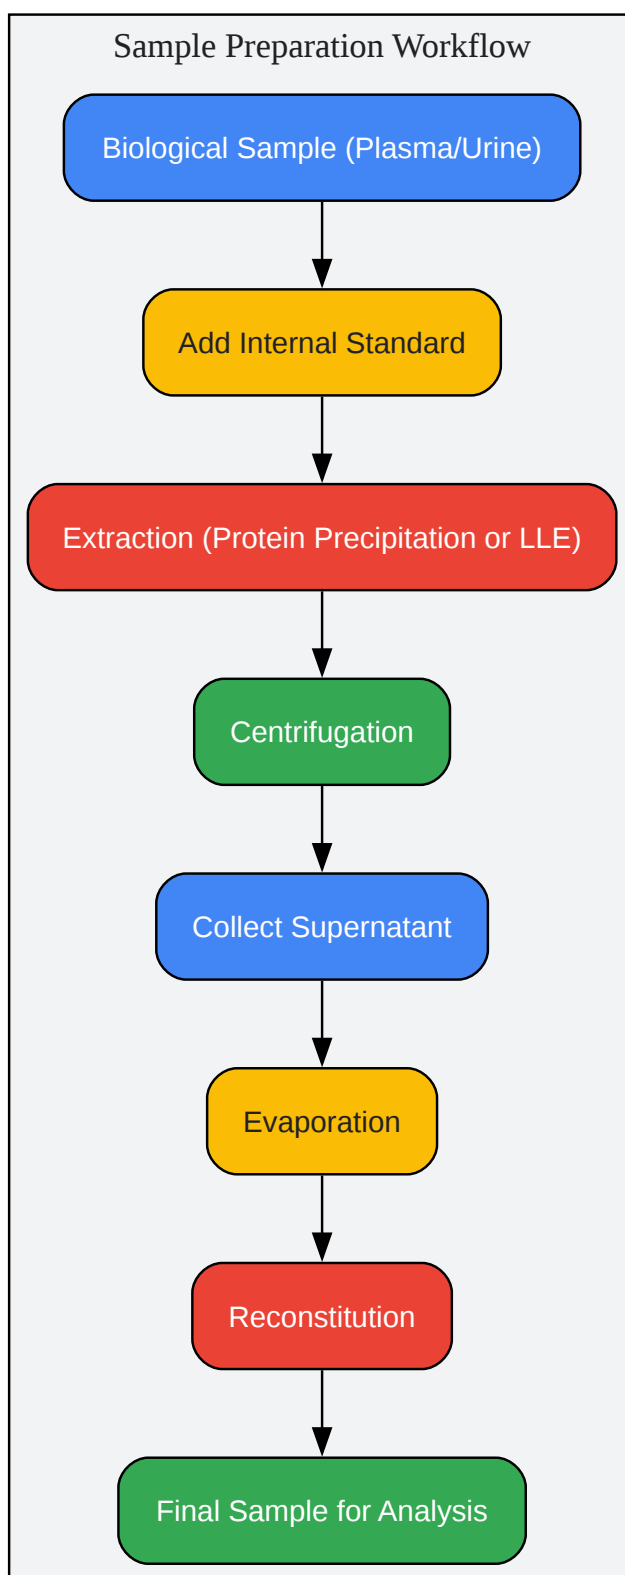 Sample Preparation Workflow
Biological Sample (Plasma/Urine)
Add Internal Standard
Extraction (Protein Precipitation or LLE)
Centrifugation
Collect Supernatant
Evaporation
Reconstitution
Final Sample for Analysis